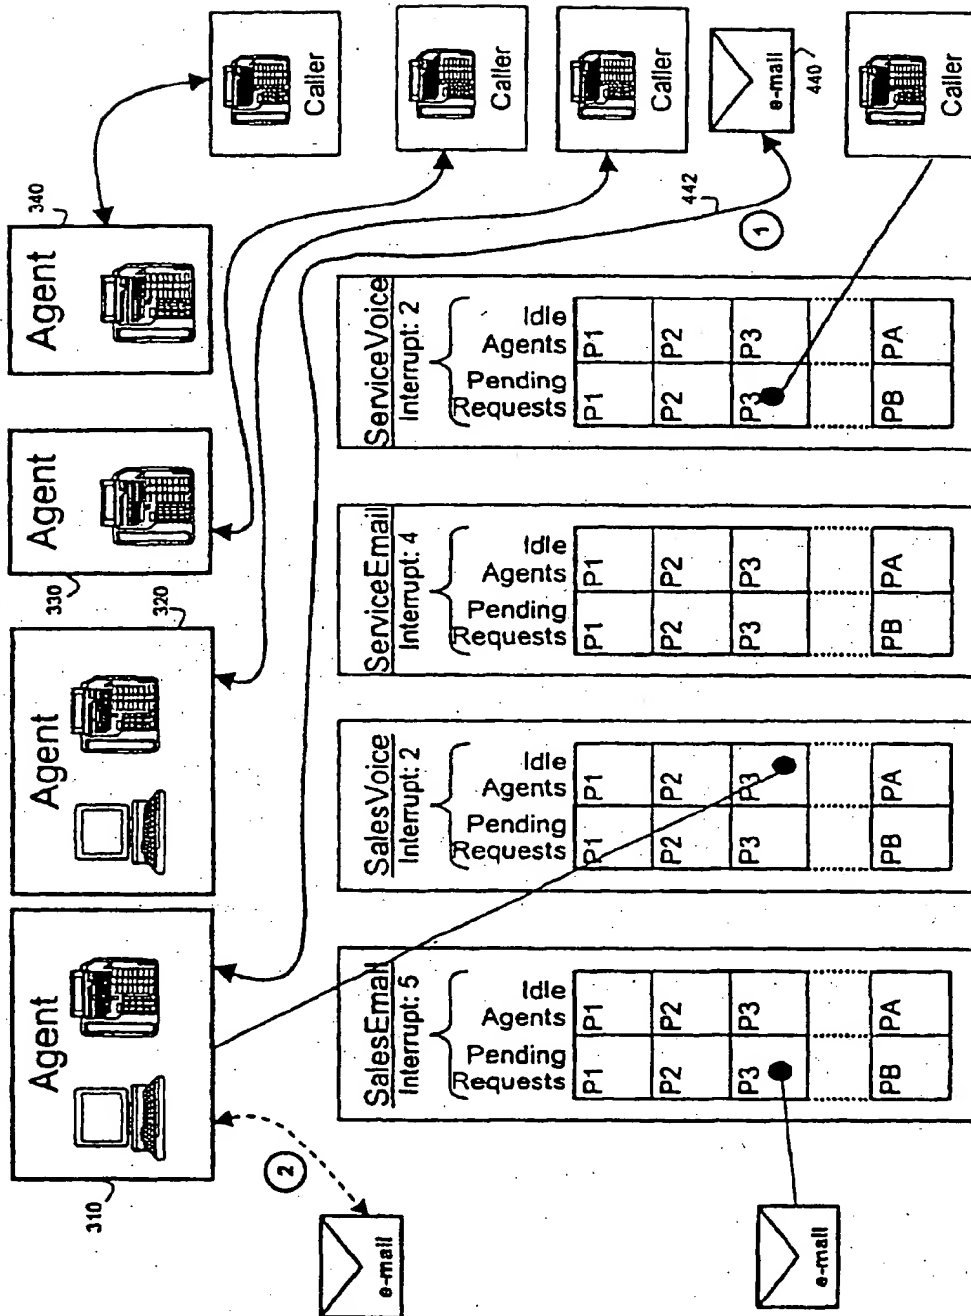 310
Agent
320
Agent
330
Agent
340
Agent
2
e-mail
Caller
Caller
Caller
442
1
e-mail
440
Caller
SalesEmail
Interrupt: 5
Pending Requests
Idle Agents
P1 P1
P2 P2
P3 P3
PB PA
e-mail
SalesVoice
Interrupt: 2
Pending Requests
Idle Agents
P1 P1
P2 P2
P3 P3
PB PA
ServiceEmail
Interrupt: 4
Pending Requests
Idle Agents
P1 P1
P2 P2
P3 P3
PB PA
ServiceVoice
Interrupt: 2
Pending Requests
Idle Agents
P1 P1
P2 P2
P3 P3
PB PA